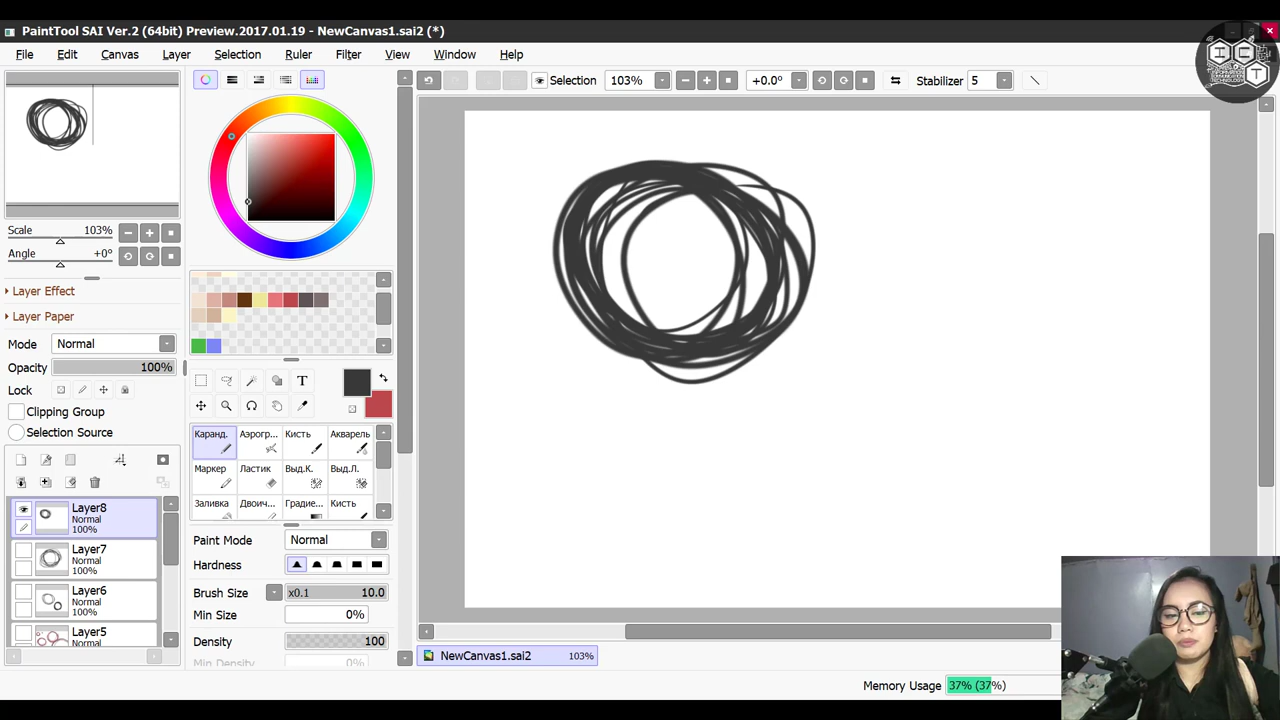 PaintTool SAI Ver.2 (64bit) Preview.2017.01.19 - NewCanvas1.sai2 (*)
File Edit Canvas Layer Selection Ruler Filter View Window Help
Selection 103% +0.0° Stabilizer 5
ICT
Scale 103%
Angle +0°
Layer Effect
Layer Paper
Mode Normal
Opacity 100%
Lock
Clipping Group
Selection Source
Layer8
Normal
100%
Layer7
Normal
100%
Layer6
Normal
100%
Layer5
T
Каранд. Аэрогр... Кисть Акварель
Маркер Ластик Выд.К. Выд.Л.
Заливка Двоич... Градие... Кисть
Paint Mode Normal
Hardness
Brush Size x0.1 10.0
Min Size 0%
Density 100
Min Density 0%
NewCanvas1.sai2 103%
Memory Usage 37% (37%)